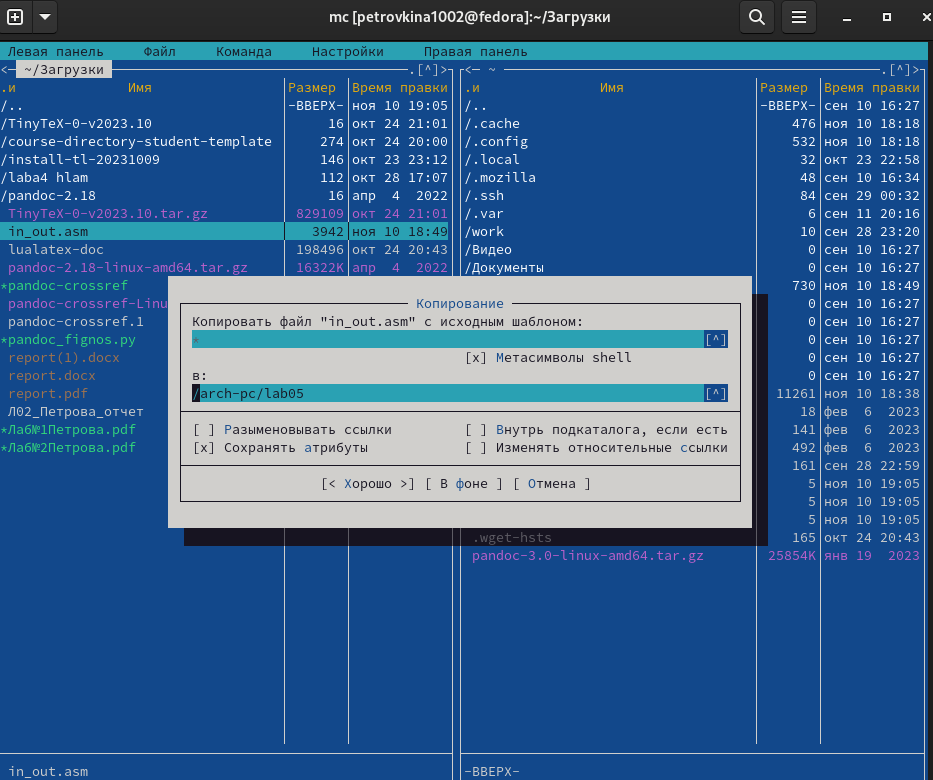 mc [petrovkina1002@fedora]:~/Загрузки
Левая панель Файл Команда Настройки Правая панель
<─ ~/Загрузки .[^]> <─ ~ .[^]>
.и Имя Размер Время правки .и Имя Размер Время правки
/.. -ВВЕРХ- ноя 10 19:05 /.. -ВВЕРХ- сен 10 16:27
/TinyTeX-0-v2023.10 16 окт 24 21:01 /.cache 476 ноя 10 18:18
/course-directory-student-template 274 окт 24 20:00 /.config 532 ноя 10 18:18
/install-tl-20231009 146 окт 23 23:12 /.local 32 окт 23 22:58
/laba4 hlam 112 окт 28 17:07 /.mozilla 48 сен 10 16:34
/pandoc-2.18 16 апр 4 2022 /.ssh 84 сен 29 00:32
TinyTeX-0-v2023.10.tar.gz 829109 окт 24 21:01 /.var 6 сен 11 20:16
in_out.asm 3942 ноя 10 18:49 /work 10 сен 28 23:20
lualatex-doc 198496 окт 24 20:43 /Видео 0 сен 10 16:27
pandoc-2.18-linux-amd64.tar.gz 16322K апр 4 2022 /Документы 0 сен 10 16:27
*pandoc-crossref 730 ноя 10 18:49
pandoc-crossref-Linu 0 сен 10 16:27
Копирование
pandoc-crossref.1 Копировать файл "in_out.asm" с исходным шаблоном: 0 сен 10 16:27
*pandoc_fignos.py * [^] 0 сен 10 16:27
report(1).docx [x] Метасимволы shell 0 сен 10 16:27
report.docx в: 0 сен 10 16:27
report.pdf /arch-pc/lab05 [^] 11261 ноя 10 18:38
Л02_Петрова_отчет 18 фев 6 2023
*Лаб№1Петрова.pdf [ ] Разыменовывать ссылки [ ] Внутрь подкаталога, если есть 141 фев 6 2023
*Лаб№2Петрова.pdf [x] Сохранять атрибуты [ ] Изменять относительные ссылки 492 фев 6 2023
161 сен 28 22:59
[< Хорошо >] [ В фоне ] [ Отмена ] 5 ноя 10 19:05
5 ноя 10 19:05
5 ноя 10 19:05
.wget-hsts 165 окт 24 20:43
pandoc-3.0-linux-amd64.tar.gz 25854K янв 19 2023
in_out.asm -ВВЕРХ-